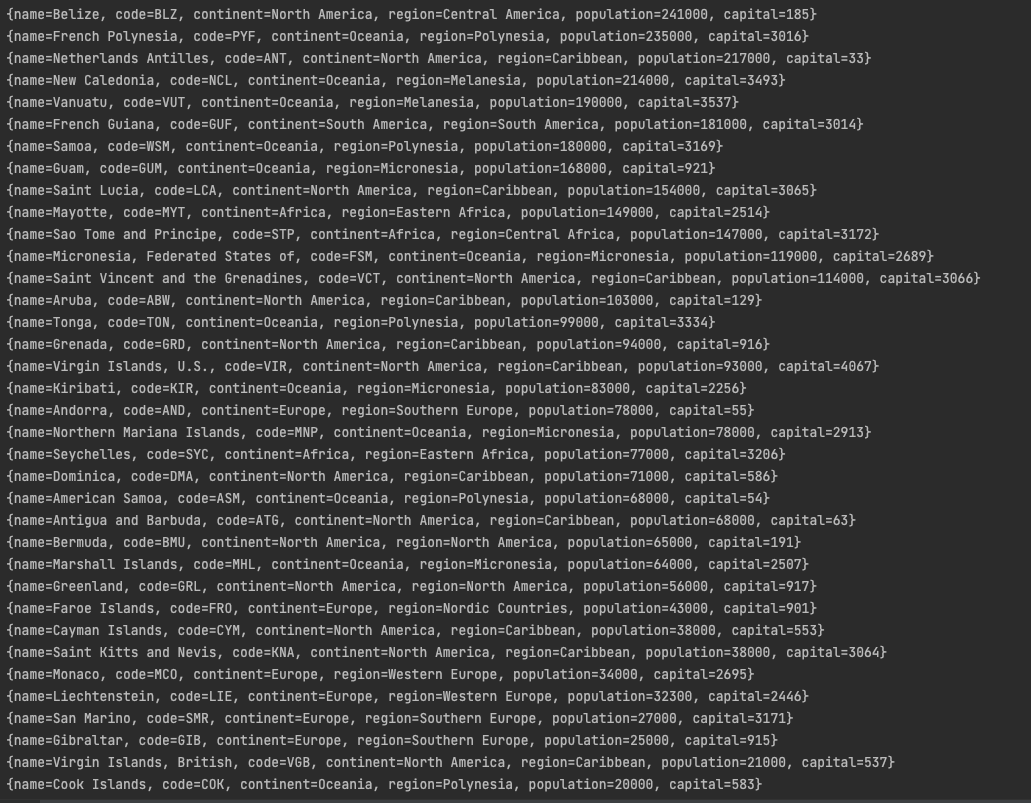 {name=Belize, code=BLZ, continent=North America, region=Central America, population=241000, capital=185}
{name=French Polynesia, code=PYF, continent=Oceania, region=Polynesia, population=235000, capital=3016}
{name=Netherlands Antilles, code=ANT, continent=North America, region=Caribbean, population=217000, capital=33}
{name=New Caledonia, code=NCL, continent=Oceania, region=Melanesia, population=214000, capital=3493}
{name=Vanuatu, code=VUT, continent=Oceania, region=Melanesia, population=190000, capital=3537}
{name=French Guiana, code=GUF, continent=South America, region=South America, population=181000, capital=3014}
{name=Samoa, code=WSM, continent=Oceania, region=Polynesia, population=180000, capital=3169}
{name=Guam, code=GUM, continent=Oceania, region=Micronesia, population=168000, capital=921}
{name=Saint Lucia, code=LCA, continent=North America, region=Caribbean, population=154000, capital=3065}
{name=Mayotte, code=MYT, continent=Africa, region=Eastern Africa, population=149000, capital=2514}
{name=Sao Tome and Principe, code=STP, continent=Africa, region=Central Africa, population=147000, capital=3172}
{name=Micronesia, Federated States of, code=FSM, continent=Oceania, region=Micronesia, population=119000, capital=2689}
{name=Saint Vincent and the Grenadines, code=VCT, continent=North America, region=Caribbean, population=114000, capital=3066}
{name=Aruba, code=ABW, continent=North America, region=Caribbean, population=103000, capital=129}
{name=Tonga, code=TON, continent=Oceania, region=Polynesia, population=99000, capital=3334}
{name=Grenada, code=GRD, continent=North America, region=Caribbean, population=94000, capital=916}
{name=Virgin Islands, U.S., code=VIR, continent=North America, region=Caribbean, population=93000, capital=4067}
{name=Kiribati, code=KIR, continent=Oceania, region=Micronesia, population=83000, capital=2256}
{name=Andorra, code=AND, continent=Europe, region=Southern Europe, population=78000, capital=55}
{name=Northern Mariana Islands, code=MNP, continent=Oceania, region=Micronesia, population=78000, capital=2913}
{name=Seychelles, code=SYC, continent=Africa, region=Eastern Africa, population=77000, capital=3206}
{name=Dominica, code=DMA, continent=North America, region=Caribbean, population=71000, capital=586}
{name=American Samoa, code=ASM, continent=Oceania, region=Polynesia, population=68000, capital=54}
{name=Antigua and Barbuda, code=ATG, continent=North America, region=Caribbean, population=68000, capital=63}
{name=Bermuda, code=BMU, continent=North America, region=North America, population=65000, capital=191}
{name=Marshall Islands, code=MHL, continent=Oceania, region=Micronesia, population=64000, capital=2507}
{name=Greenland, code=GRL, continent=North America, region=North America, population=56000, capital=917}
{name=Faroe Islands, code=FRO, continent=Europe, region=Nordic Countries, population=43000, capital=901}
{name=Cayman Islands, code=CYM, continent=North America, region=Caribbean, population=38000, capital=553}
{name=Saint Kitts and Nevis, code=KNA, continent=North America, region=Caribbean, population=38000, capital=3064}
{name=Monaco, code=MCO, continent=Europe, region=Western Europe, population=34000, capital=2695}
{name=Liechtenstein, code=LIE, continent=Europe, region=Western Europe, population=32300, capital=2446}
{name=San Marino, code=SMR, continent=Europe, region=Southern Europe, population=27000, capital=3171}
{name=Gibraltar, code=GIB, continent=Europe, region=Southern Europe, population=25000, capital=915}
{name=Virgin Islands, British, code=VGB, continent=North America, region=Caribbean, population=21000, capital=537}
{name=Cook Islands, code=COK, continent=Oceania, region=Polynesia, population=20000, capital=583}